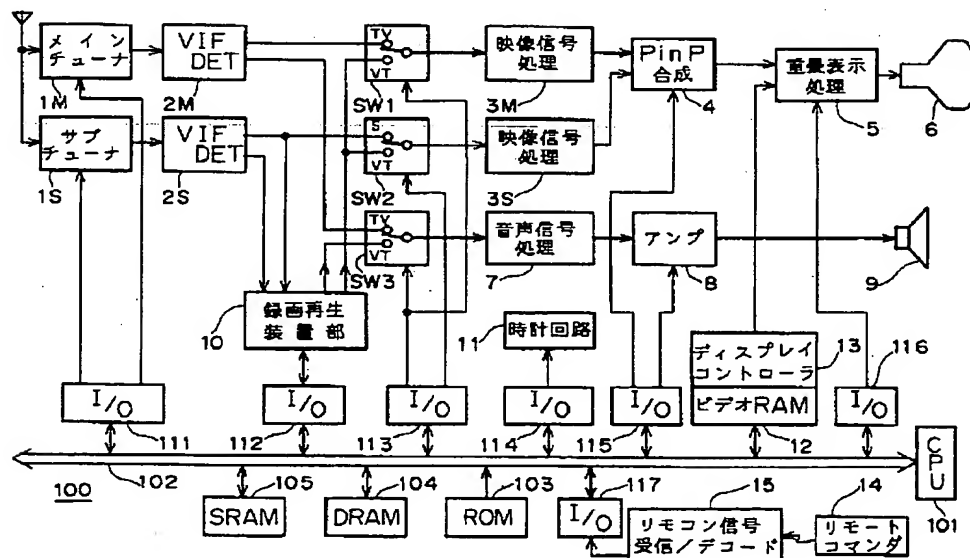 メイン
チューナ
1M
VIF
DET
2M
TV
VT
SW1
映像信号
処理
3M
PinP
合成
4
重畳表示
処理
5
6
サブ
チューナ
1S
VIF
DET
2S
S
VT
SW2
映像信号
処理
3S
TV
VT
SW3
音声信号
処理
7
アンプ
8
9
録画再生
装置部
10
時計回路
11
ディスプレイ
コントローラ
13
ビデオRAM
12
I/O
111
I/O
112
I/O
113
I/O
114
I/O
115
I/O
116
CPU
101
100
102
SRAM
105
DRAM
104
ROM
103
I/O
117
リモコン信号
受信/デコード
15
リモート
コマンダ
14